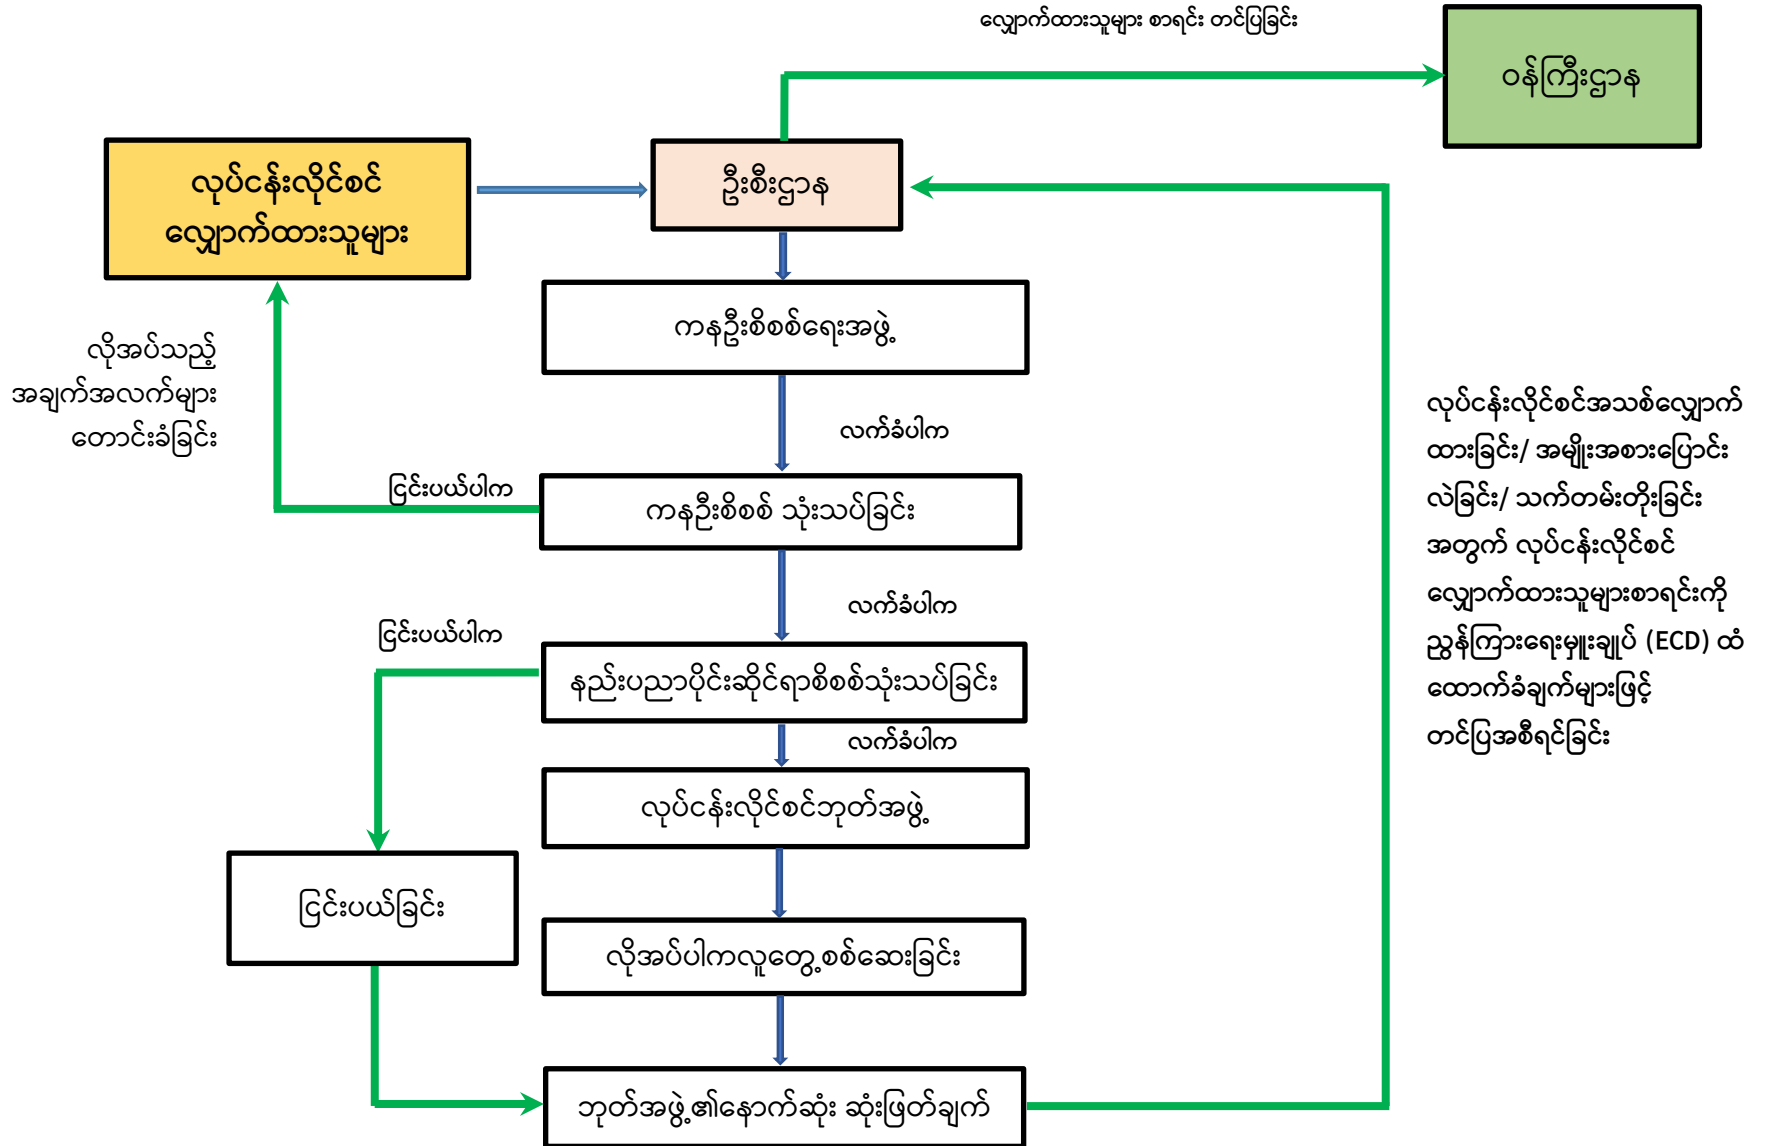 လျှောက်ထားသူများ စာရင်း တင်ပြခြင်း
ဝန်ကြီးဌာန
လုပ်ငန်းလိုင်စင်
လျှောက်ထားသူများ
ဦးစီးဌာန
ကနဦးစိစစ်ရေးအဖွဲ့
လိုအပ်သည့်
အချက်အလက်များ
တောင်းခံခြင်း
လက်ခံပါက
ငြင်းပယ်ပါက
ကနဦးစိစစ် သုံးသပ်ခြင်း
လက်ခံပါက
ငြင်းပယ်ပါက
နည်းပညာပိုင်းဆိုင်ရာစိစစ်သုံးသပ်ခြင်း
လက်ခံပါက
လုပ်ငန်းလိုင်စင်ဘုတ်အဖွဲ့
ငြင်းပယ်ခြင်း
လိုအပ်ပါကလူတွေ့စစ်ဆေးခြင်း
ဘုတ်အဖွဲ့၏နောက်ဆုံး ဆုံးဖြတ်ချက်
လုပ်ငန်းလိုင်စင်အသစ်လျှောက်
ထားခြင်း/ အမျိုးအစားပြောင်း
လဲခြင်း/ သက်တမ်းတိုးခြင်း
အတွက် လုပ်ငန်းလိုင်စင်
လျှောက်ထားသူများစာရင်းကို
ညွှန်ကြားရေးမှူးချုပ် (ECD) ထံ
ထောက်ခံချက်များဖြင့်
တင်ပြအစီရင်ခြင်း